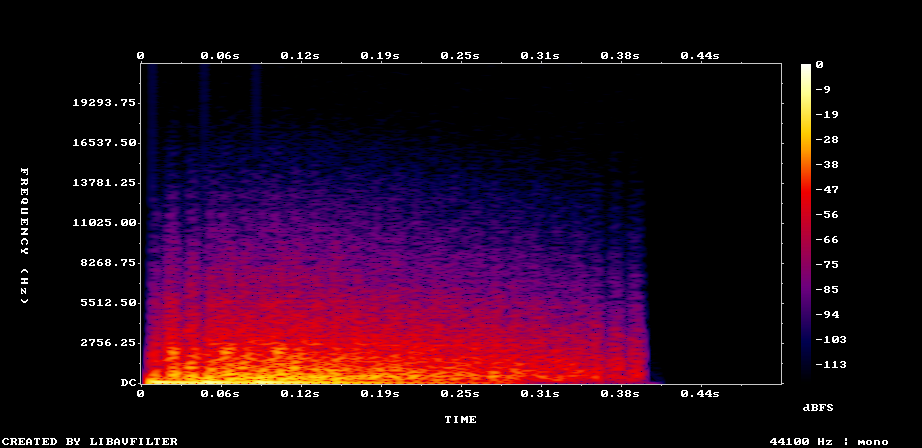 0 0.06s 0.12s 0.19s 0.25s 0.31s 0.38s 0.44s
0
19293.75
-9
-19
16537.50
-28
-38
13781.25
-47
11025.00
-56
-66
8268.75
-75
-85
5512.50
-94
2756.25
-103
-113
DC
FREQUENCY (Hz)
0 0.06s 0.12s 0.19s 0.25s 0.31s 0.38s 0.44s
dBFS
TIME
CREATED BY LIBAVFILTER
44100 Hz | mono